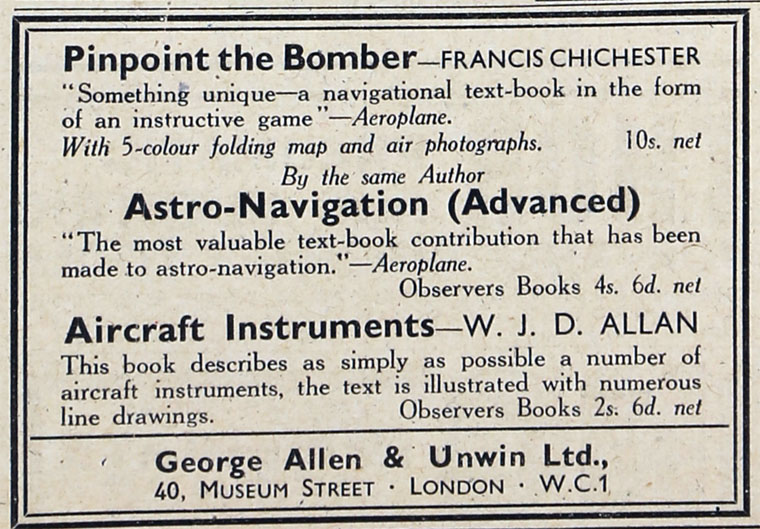 Pinpoint the Bomber—FRANCIS CHICHESTER
"Something unique—a navigational text-book in the form
of an instructive game"—Aeroplane.
With 5-colour folding map and air photographs. 10s. net
By the same Author
Astro-Navigation (Advanced)
"The most valuable text-book contribution that has been
made to astro-navigation."—Aeroplane.
Observers Books 4s. 6d. net
Aircraft Instruments—W. J. D. ALLAN
This book describes as simply as possible a number of
aircraft instruments, the text is illustrated with numerous
line drawings. Observers Books 2s. 6d. net
George Allen & Unwin Ltd.,
40, MUSEUM STREET · LONDON · W.C.1